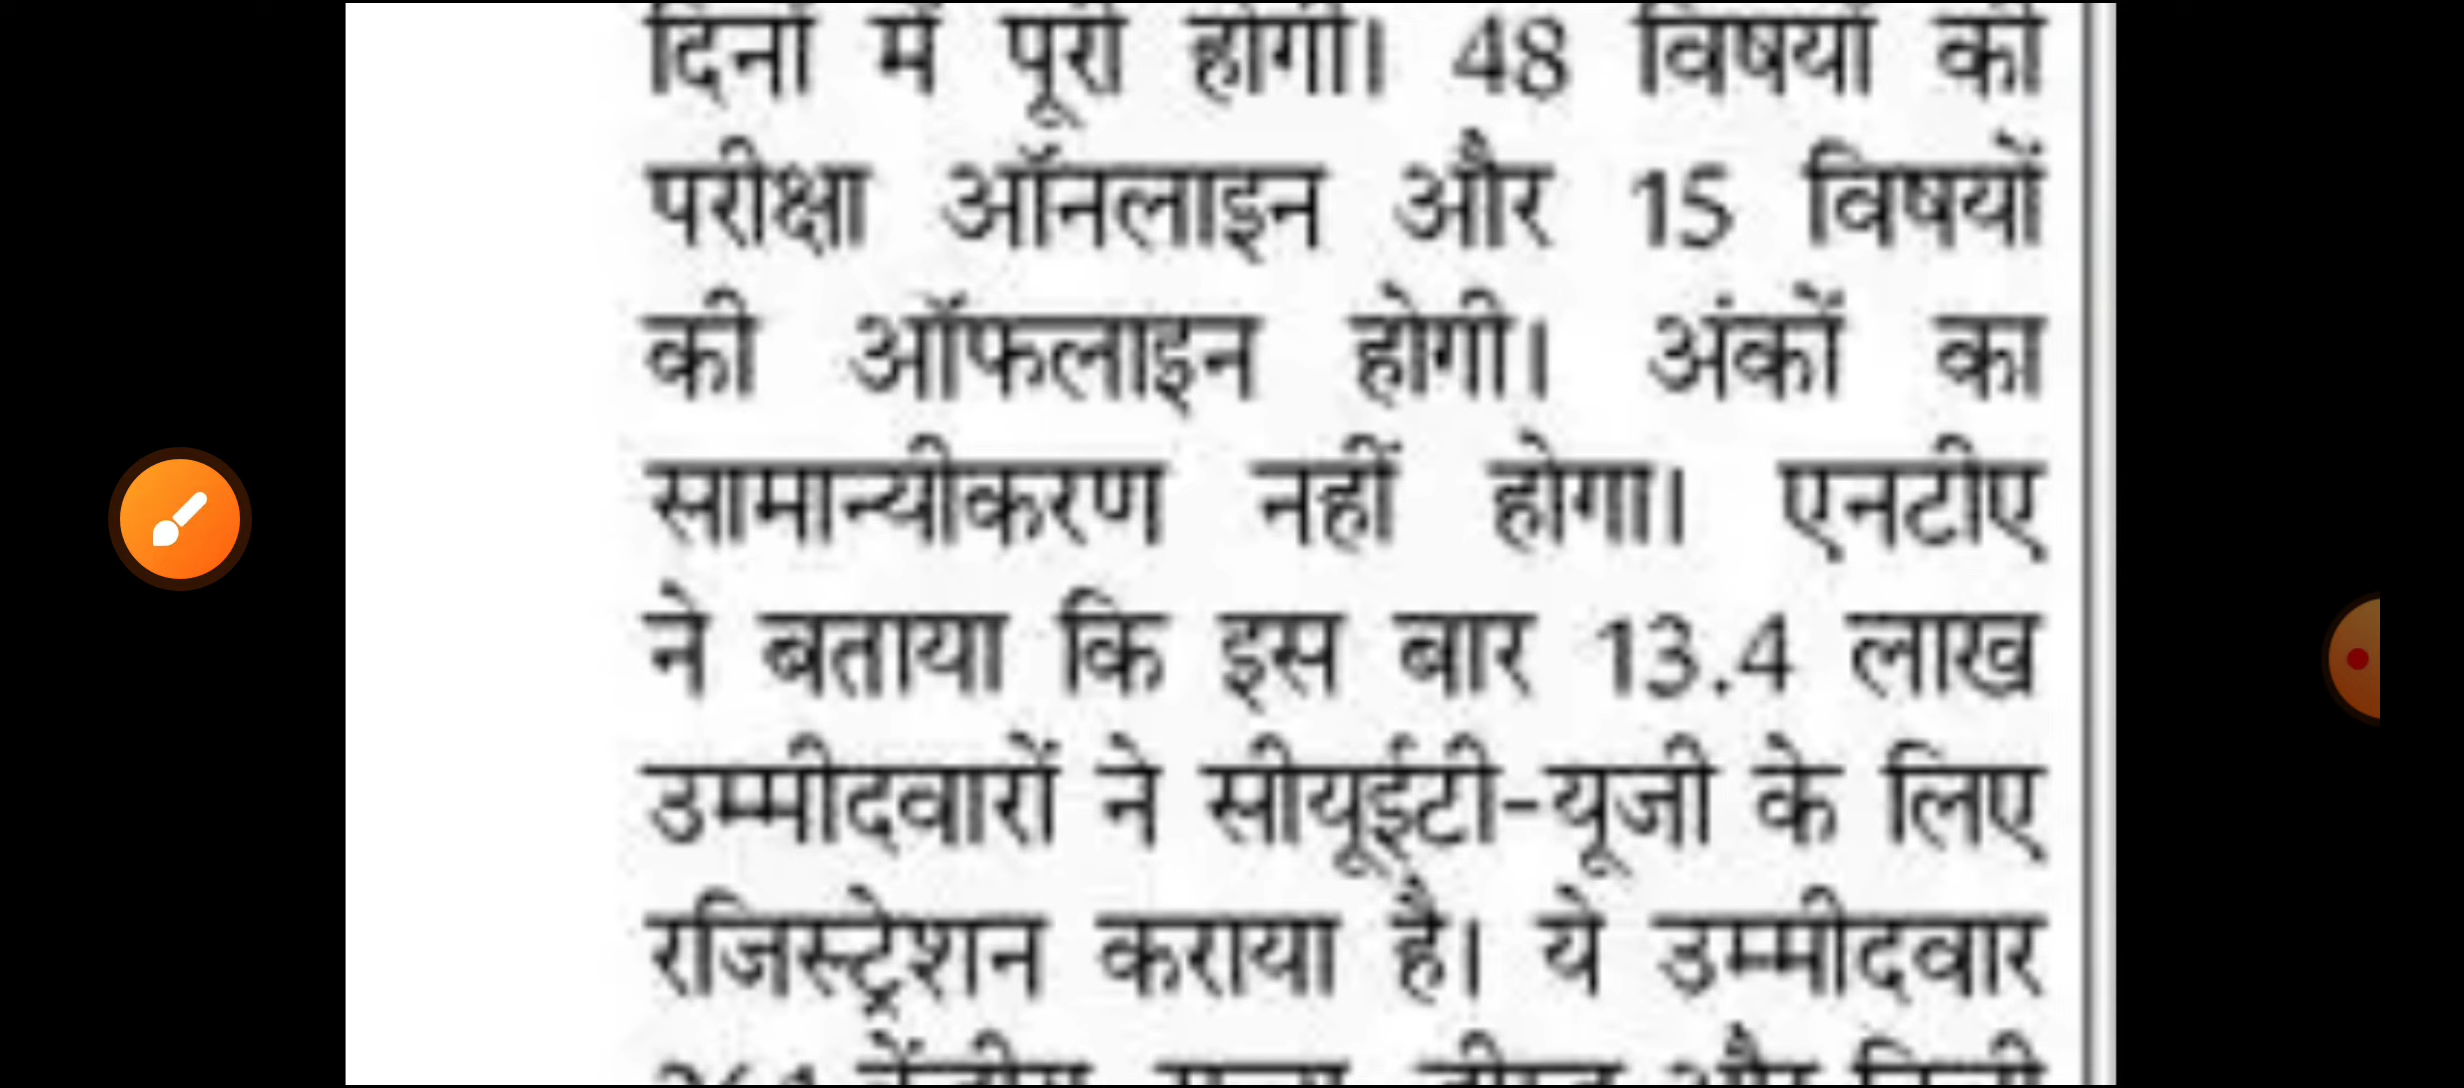 दिनों में पूरी होगी। 48 विषयों की
परीक्षा ऑनलाइन और 15 विषयों
की ऑफलाइन होगी। अंकों का
सामान्यीकरण नहीं होगा। एनटीए
ने बताया कि इस बार 13.4 लाख
उम्मीदवारों ने सीयूईटी-यूजी के लिए
रजिस्ट्रेशन कराया है। ये उम्मीदवार